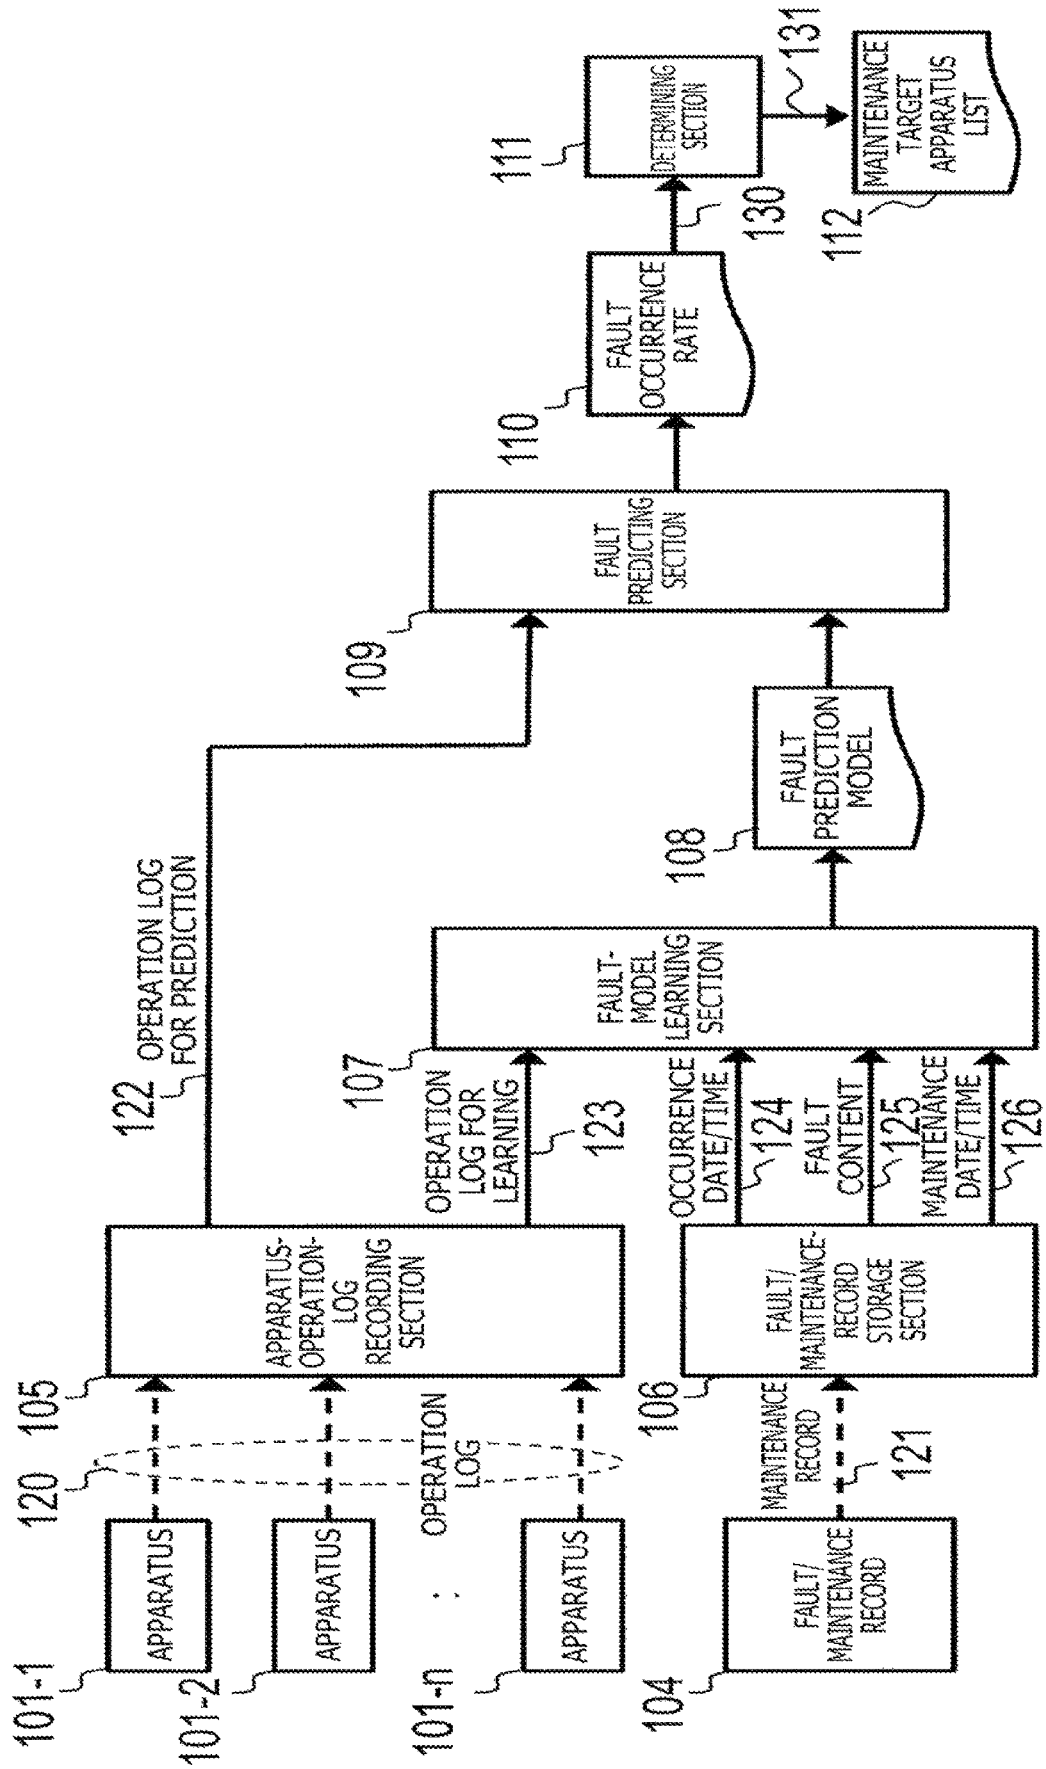 101-1
APPARATUS
101-2
APPARATUS
:
101-n
APPARATUS
104
FAULT/
MAINTENANCE
RECORD
120
OPERATION
LOG
MAINTENANCE
RECORD
121
105
APPARATUS-
OPERATION-
LOG
RECORDING
SECTION
106
FAULT/
MAINTENANCE-
RECORD
STORAGE
SECTION
122
OPERATION LOG
FOR PREDICTION
OPERATION
LOG FOR
LEARNING
123
OCCURRENCE
DATE/TIME
124
FAULT
CONTENT
125
MAINTENANCE
DATE/TIME
126
107
FAULT-
MODEL
LEARNING
SECTION
108
FAULT
PREDICTION
MODEL
109
FAULT
PREDICTING
SECTION
110
FAULT
OCCURRENCE
RATE
130
111
DETERMINING
SECTION
131
112
MAINTENANCE
TARGET
APPARATUS
LIST